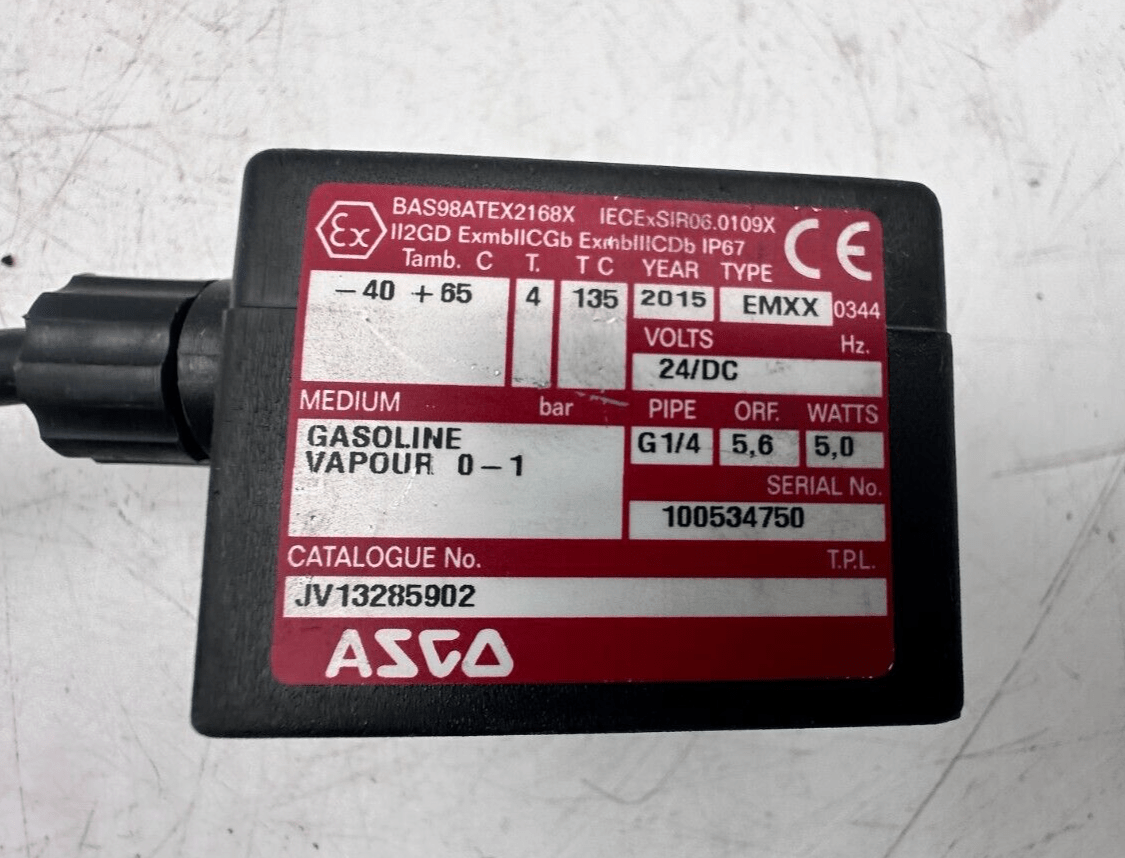 Ex BAS98ATEX2168X IECExSIR06.0109X
II2GD ExmbIICGb ExmbIIICDb IP67 CE
Tamb. C T. T C YEAR TYPE
-40 +65 4 135 2015 EMXX 0344
VOLTS Hz.
24/DC
MEDIUM bar PIPE ORF. WATTS
GASOLINE G1/4 5,6 5,0
VAPOUR 0-1
SERIAL No.
100534750
CATALOGUE No. T.P.L.
JV13285902
ASCO